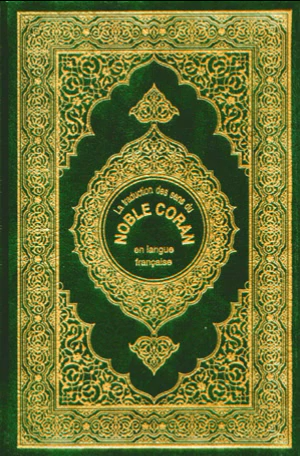 La traduction des sens du
NOBLE CORAN
en langue
française